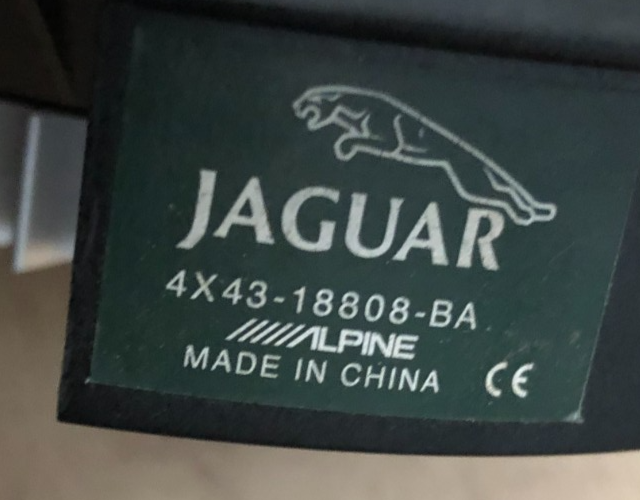 JAGUAR
4X43-18808-BA
ALPINE
MADE IN CHINA CE